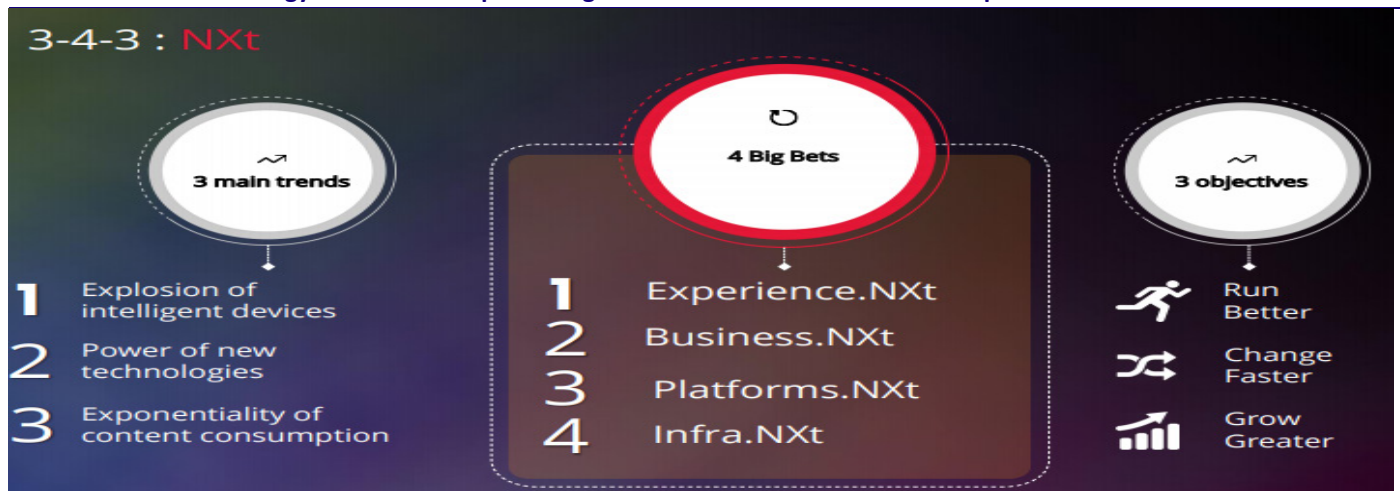 3-4-3 : NXt
3 main trends
1
Explosion of
intelligent devices
2
Power of new
technologies
3
Exponentiality of
content consumption
4 Big Bets
1 Experience.NXt
2 Business.NXt
3 Platforms.NXt
4 Infra.NXt
3 objectives
Run
Better
Change
Faster
Grow
Greater